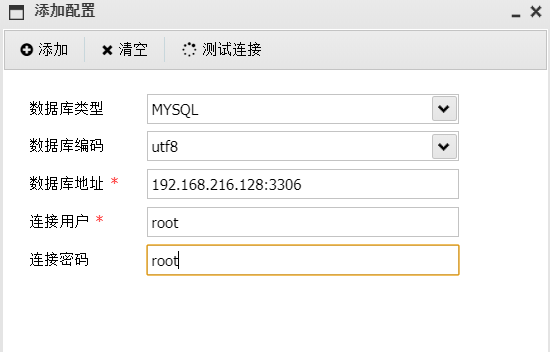 添加配置
添加 清空 测试连接
数据库类型 MYSQL
数据库编码 utf8
数据库地址 * 192.168.216.128:3306
连接用户 * root
连接密码 root